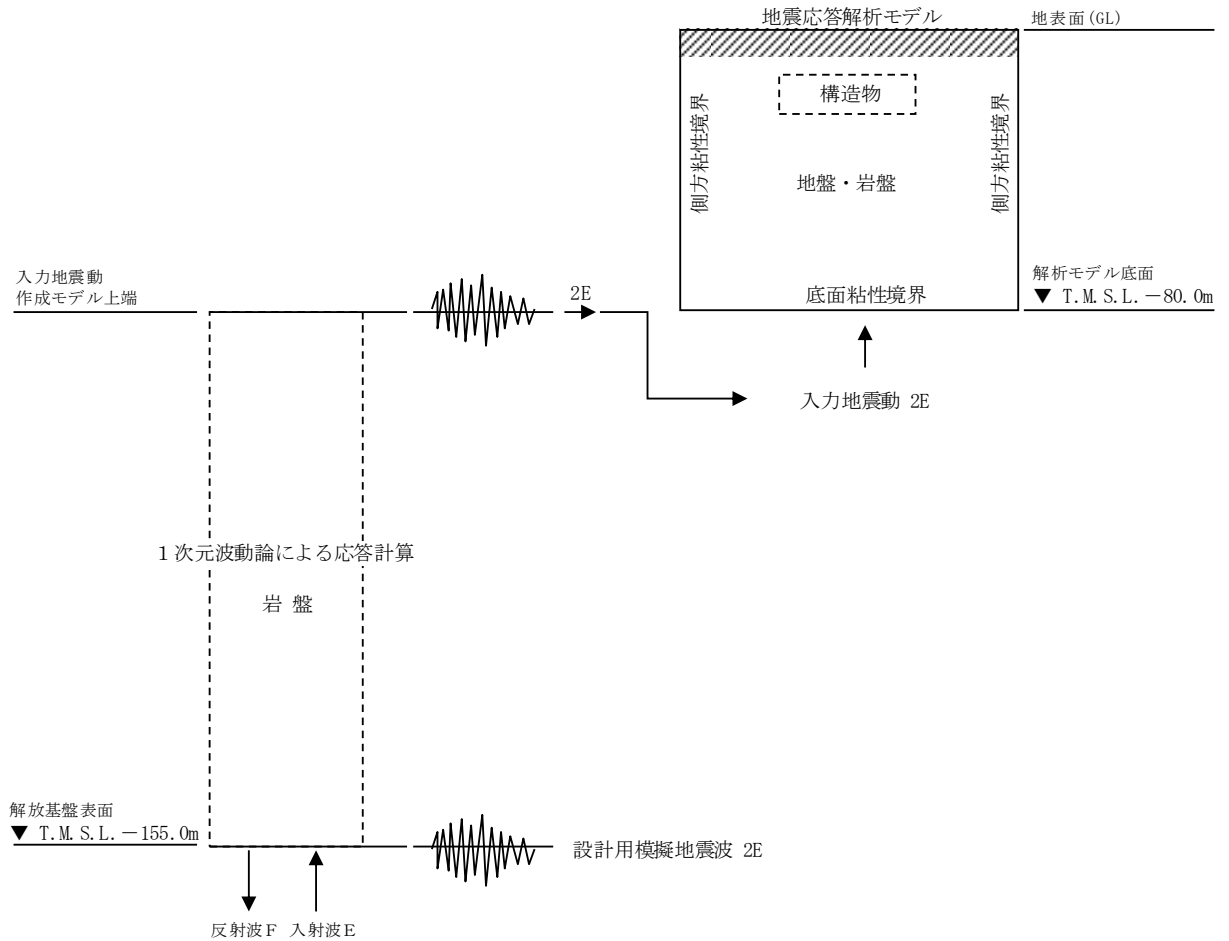 地震応答解析モデル
地表面(GL)
構造物
側方粘性境界
側方粘性境界
地盤・岩盤
解析モデル底面
▼ T.M.S.L.－80.0m
底面粘性境界
入力地震動
作成モデル上端
2E
入力地震動 2E
１次元波動論による応答計算
岩 盤
解放基盤表面
▼ T.M.S.L.－155.0m
設計用模擬地震波 2E
反射波Ｆ 入射波Ｅ